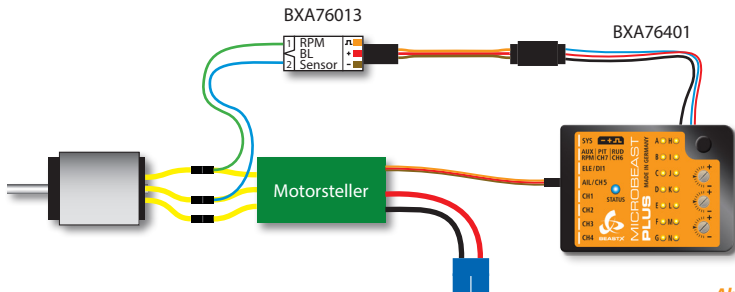 BXA76013
BXA76401
1 RPM
BL +
2 Sensor -
Motorsteller
SYS - +
AUX PIT RUD
RPM CH7 CH6
ELE/DI1
AIL/CH5
CH1
CH2
CH3
CH4
STATUS
BEASTX
MICROBEAST
PLUS
MADE IN GERMANY
A H
B I
C J
D K
E L
F M
G N
+
-
+
-
+
-